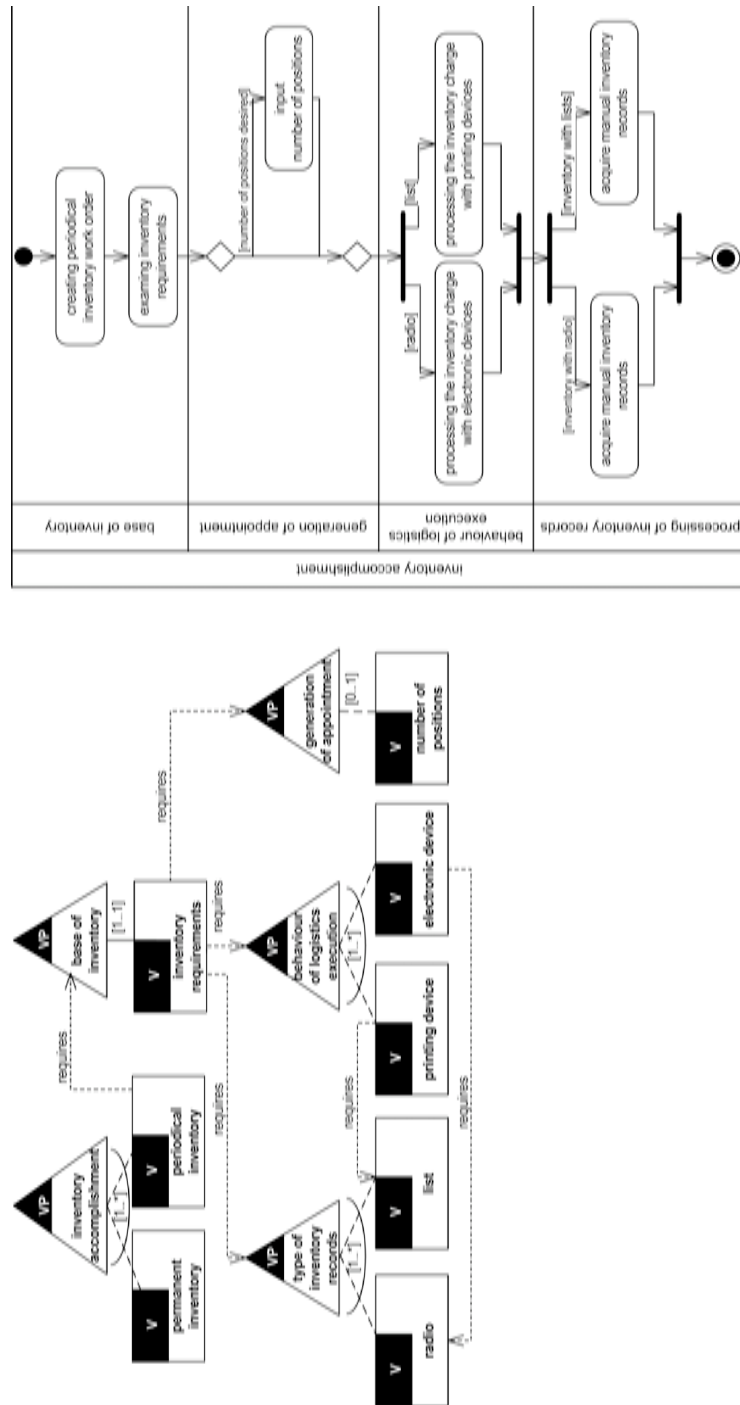 VP
inventory
accomplishment
[1..*]
V
permanent
inventory
V
periodical
inventory
requires
VP
base of
inventory
[1..1]
V
inventory
requirements
requires
requires
requires
VP
type of
inventory
records
[1..*]
V
radio
V
list
requires
requires
VP
behaviour
of logistics
execution
[1..*]
V
printing device
V
electronic device
VP
generation
of appointment
[0..1]
V
number of
positions
inventory accomplishment
base of inventory
creating periodical
inventory work order
examing inventory
requirements
generation of appointment
[number of positions desired]
input
number of positions
behaviour of logistics
execution
[radio]
[list]
processing the inventory charge
with electronic devices
processing the inventory charge
with printing devices
processing of inventory records
[inventory with radio]
[inventory with lists]
acquire manual inventory
records
acquire manual inventory
records